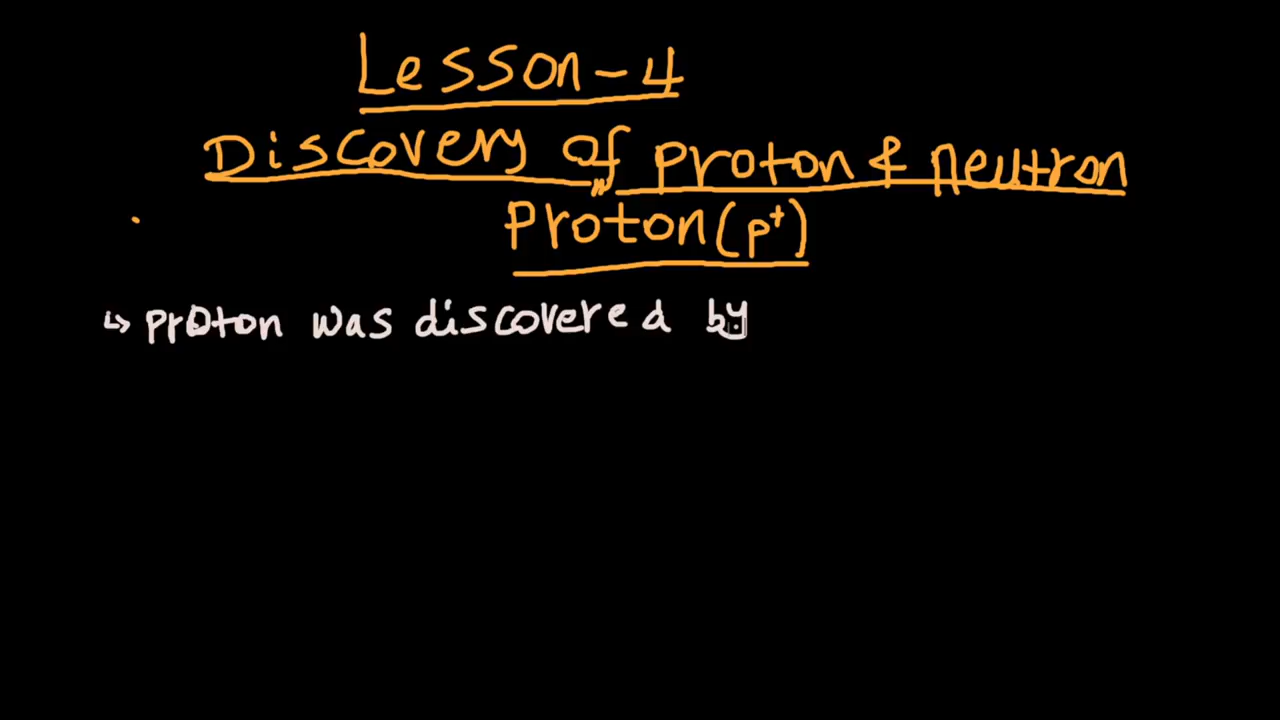 Lesson - 4
Discovery of proton & neutron
Proton (p+)
↳ proton was discovered by